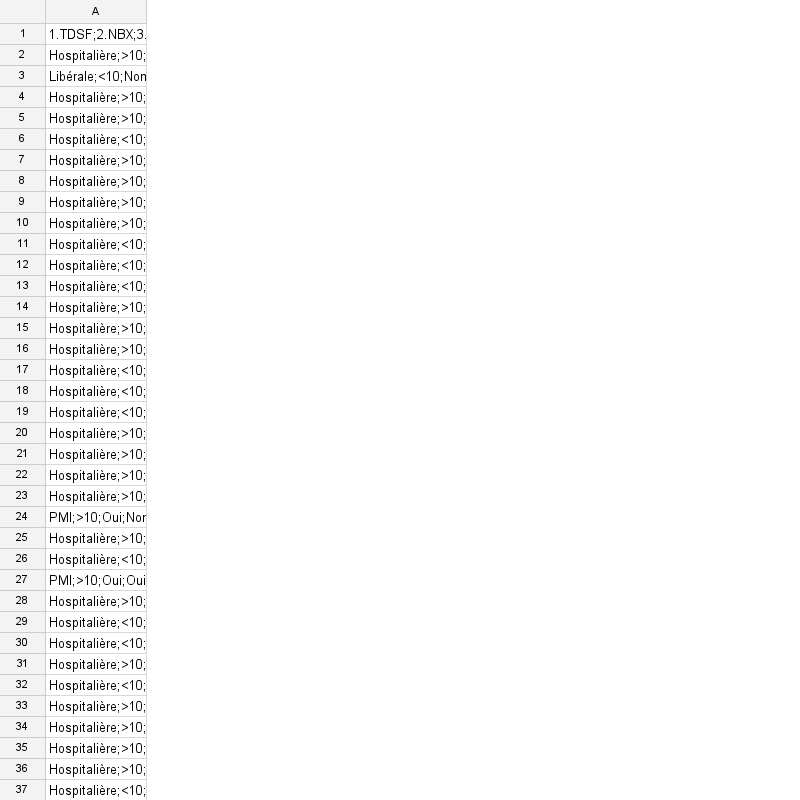 A
1 1.TDSF;2.NBX;3.
2 Hospitalière;>10;
3 Libérale;<10;Non
4 Hospitalière;>10;
5 Hospitalière;>10;
6 Hospitalière;<10;
7 Hospitalière;>10;
8 Hospitalière;>10;
9 Hospitalière;>10;
10 Hospitalière;>10;
11 Hospitalière;<10;
12 Hospitalière;<10;
13 Hospitalière;<10;
14 Hospitalière;>10;
15 Hospitalière;>10;
16 Hospitalière;>10;
17 Hospitalière;<10;
18 Hospitalière;<10;
19 Hospitalière;<10;
20 Hospitalière;>10;
21 Hospitalière;>10;
22 Hospitalière;>10;
23 Hospitalière;>10;
24 PMI;>10;Oui;Non
25 Hospitalière;>10;
26 Hospitalière;<10;
27 PMI;>10;Oui;Oui
28 Hospitalière;>10;
29 Hospitalière;<10;
30 Hospitalière;<10;
31 Hospitalière;>10;
32 Hospitalière;<10;
33 Hospitalière;>10;
34 Hospitalière;>10;
35 Hospitalière;>10;
36 Hospitalière;>10;
37 Hospitalière;<10;